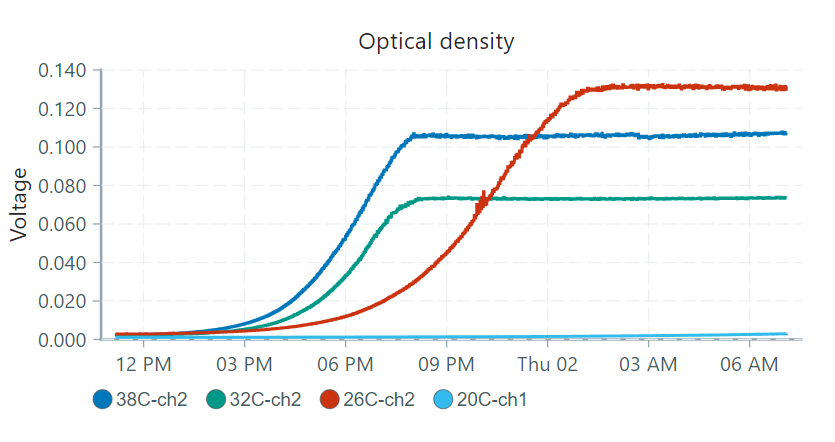 Optical density
Voltage
0.140
0.120
0.100
0.080
0.060
0.040
0.020
0.000
12 PM 03 PM 06 PM 09 PM Thu 02 03 AM 06 AM
38C-ch2 32C-ch2 26C-ch2 20C-ch1